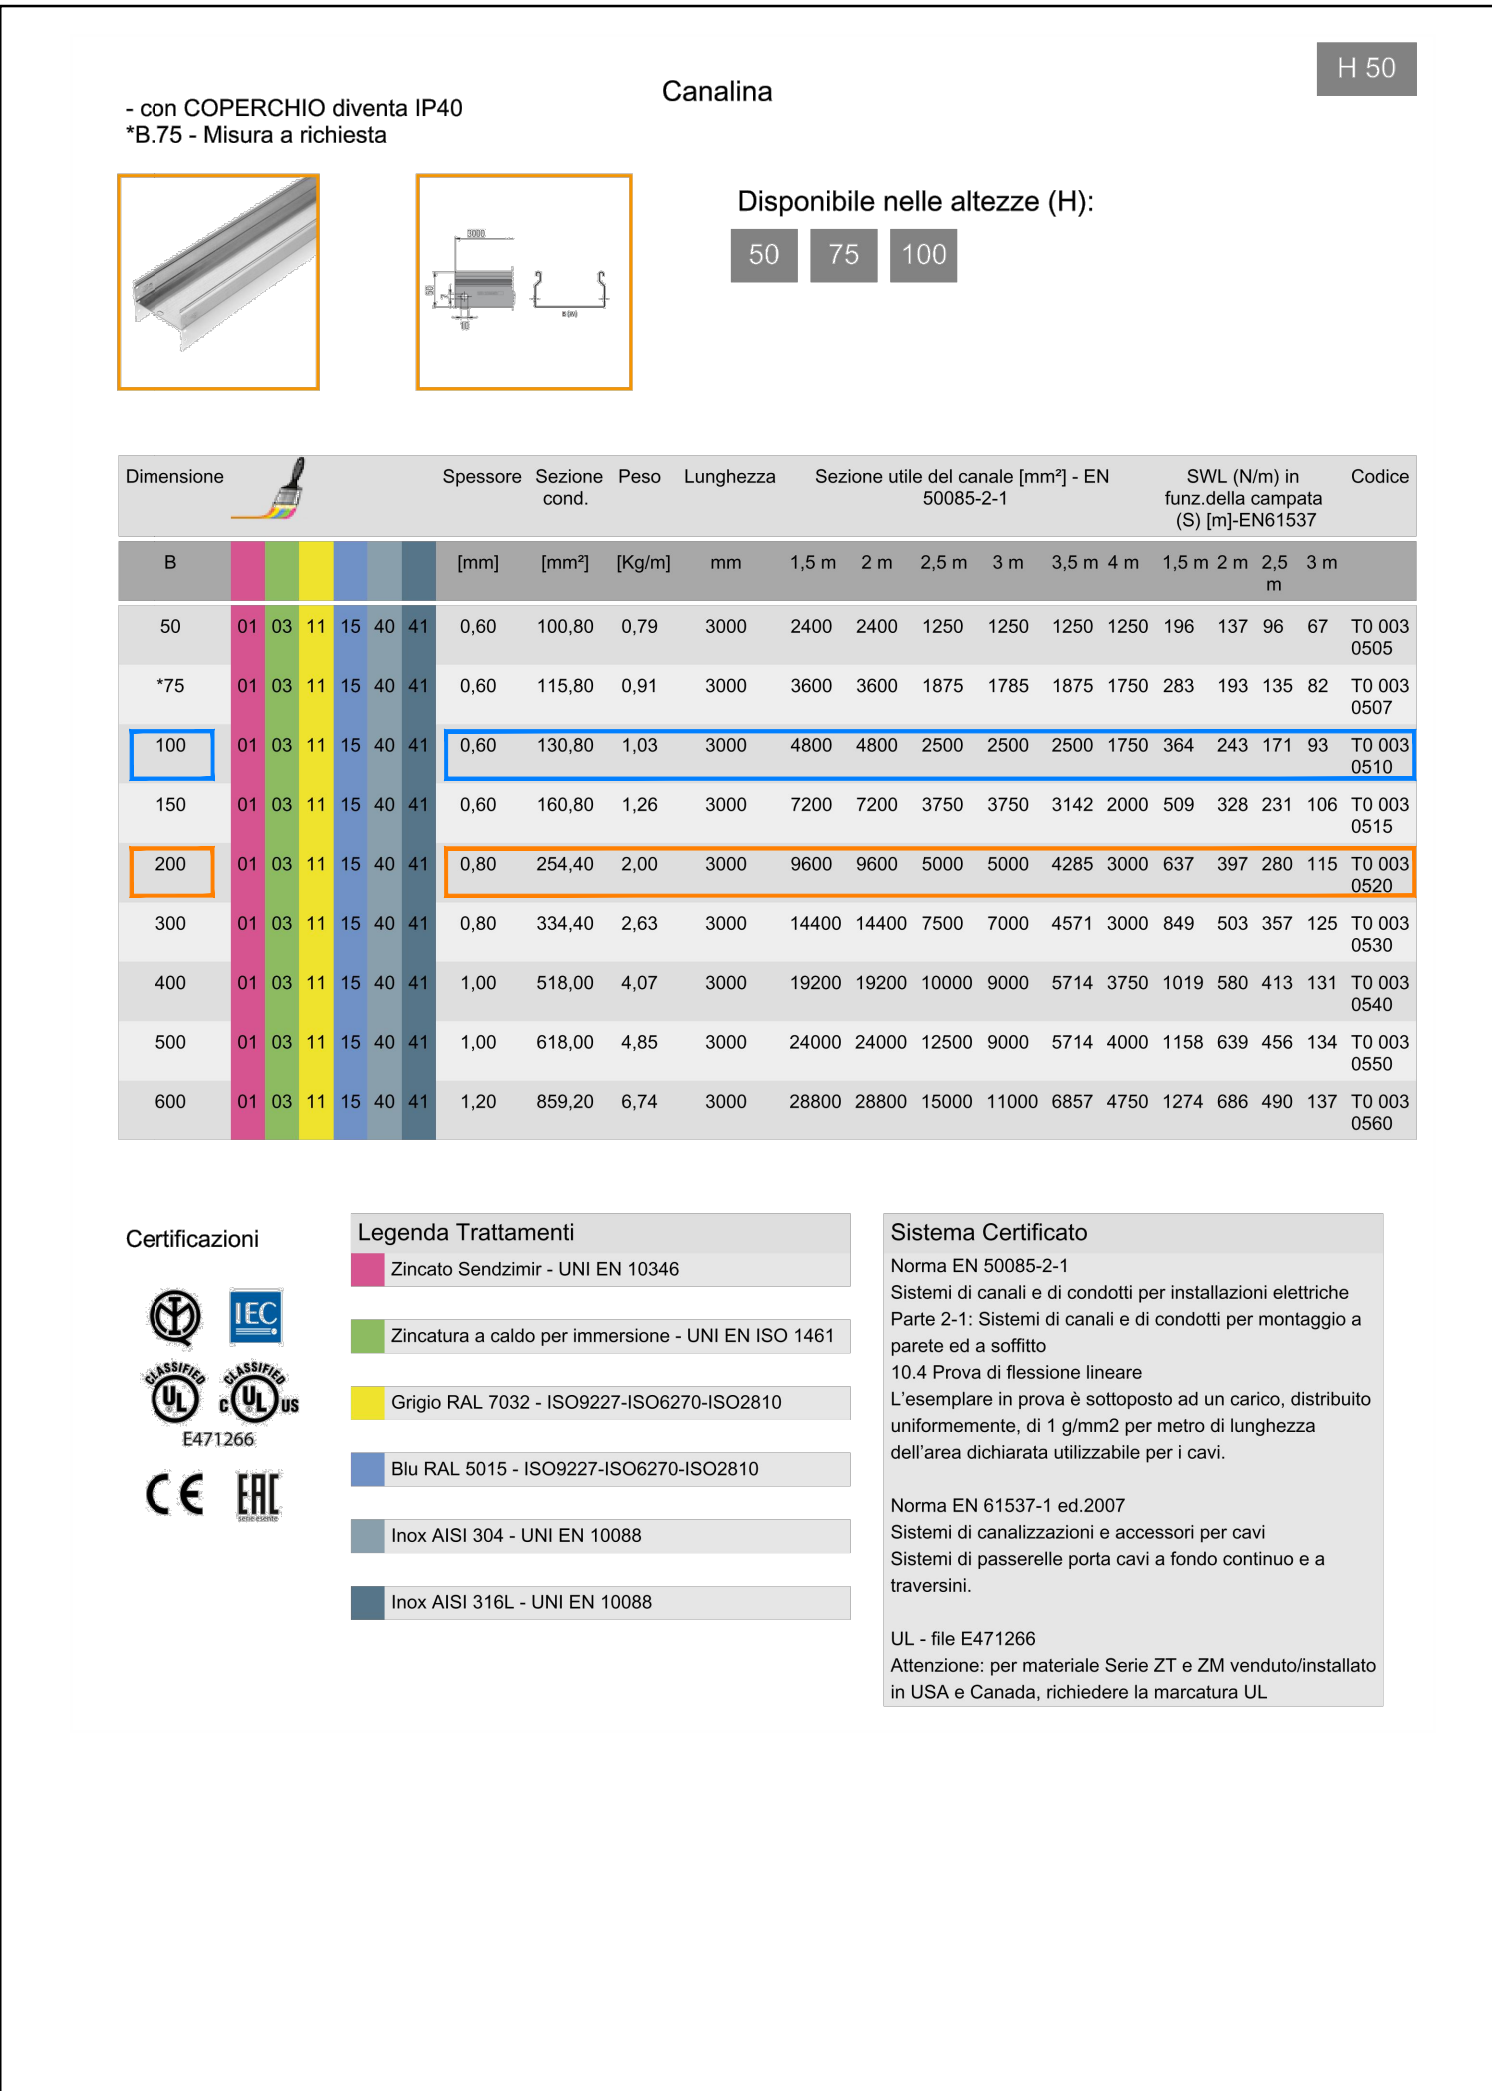 H 50
Canalina
- con COPERCHIO diventa IP40
*B.75 - Misura a richiesta
Disponibile nelle altezze (H):
50 75 100
3000
50
7
10
B (M)
Dimensione Spessore Sezione cond. Peso Lunghezza Sezione utile del canale [mm²] - EN 50085-2-1 SWL (N/m) in funz.della campata (S) [m]-EN61537 Codice
B [mm] [mm²] [Kg/m] mm 1,5 m 2 m 2,5 m 3 m 3,5 m 4 m 1,5 m 2 m 2,5 m 3 m
50 01 03 11 15 40 41 0,60 100,80 0,79 3000 2400 2400 1250 1250 1250 1250 196 137 96 67 T0 003 0505
*75 01 03 11 15 40 41 0,60 115,80 0,91 3000 3600 3600 1875 1785 1875 1750 283 193 135 82 T0 003 0507
100 01 03 11 15 40 41 0,60 130,80 1,03 3000 4800 4800 2500 2500 2500 1750 364 243 171 93 T0 003 0510
150 01 03 11 15 40 41 0,60 160,80 1,26 3000 7200 7200 3750 3750 3142 2000 509 328 231 106 T0 003 0515
200 01 03 11 15 40 41 0,80 254,40 2,00 3000 9600 9600 5000 5000 4285 3000 637 397 280 115 T0 003 0520
300 01 03 11 15 40 41 0,80 334,40 2,63 3000 14400 14400 7500 7000 4571 3000 849 503 357 125 T0 003 0530
400 01 03 11 15 40 41 1,00 518,00 4,07 3000 19200 19200 10000 9000 5714 3750 1019 580 413 131 T0 003 0540
500 01 03 11 15 40 41 1,00 618,00 4,85 3000 24000 24000 12500 9000 5714 4000 1158 639 456 134 T0 003 0550
600 01 03 11 15 40 41 1,20 859,20 6,74 3000 28800 28800 15000 11000 6857 4750 1274 686 490 137 T0 003 0560
Certificazioni
IEC
CLASSIFIED UL
CLASSIFIED C UL US
E471266
CE EAC
serie esente
Legenda Trattamenti
Zincato Sendzimir - UNI EN 10346
Zincatura a caldo per immersione - UNI EN ISO 1461
Grigio RAL 7032 - ISO9227-ISO6270-ISO2810
Blu RAL 5015 - ISO9227-ISO6270-ISO2810
Inox AISI 304 - UNI EN 10088
Inox AISI 316L - UNI EN 10088
Sistema Certificato
Norma EN 50085-2-1
Sistemi di canali e di condotti per installazioni elettriche
Parte 2-1: Sistemi di canali e di condotti per montaggio a
parete ed a soffitto
10.4 Prova di flessione lineare
L'esemplare in prova è sottoposto ad un carico, distribuito
uniformemente, di 1 g/mm2 per metro di lunghezza
dell'area dichiarata utilizzabile per i cavi.
Norma EN 61537-1 ed.2007
Sistemi di canalizzazioni e accessori per cavi
Sistemi di passerelle porta cavi a fondo continuo e a
traversini.
UL - file E471266
Attenzione: per materiale Serie ZT e ZM venduto/installato
in USA e Canada, richiedere la marcatura UL